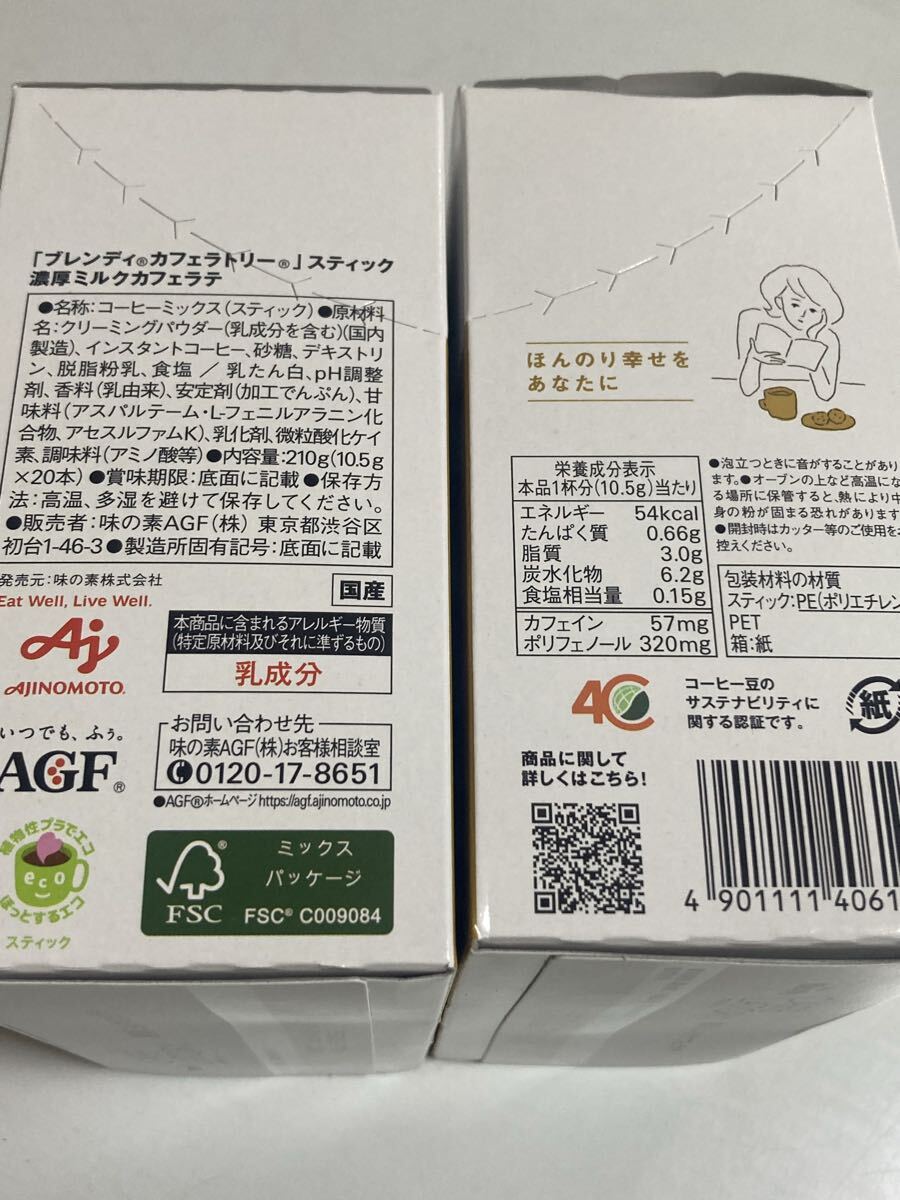 「ブレンディ®カフェラトリー®」スティック
濃厚ミルクカフェラテ
●名称:コーヒーミックス(スティック)●原材料
名:クリーミングパウダー(乳成分を含む)(国内
製造)、インスタントコーヒー、砂糖、デキストリ
ン、脱脂粉乳、食塩 ／ 乳たん白、pH調整
剤、香料(乳由来)、安定剤(加工でんぷん)、甘
味料(アスパルテーム・L-フェニルアラニン化
合物、アセスルファムK)、乳化剤、微粒酸化ケイ
素、調味料(アミノ酸等)●内容量:210g(10.5g
×20本)●賞味期限:底面に記載●保存方
法:高温、多湿を避けて保存してください。
●販売者:味の素AGF(株) 東京都渋谷区
初台1-46-3●製造所固有記号:底面に記載
発売元:味の素株式会社
Eat Well, Live Well.
国産
AJINOMOTO®
本商品に含まれるアレルギー物質
(特定原材料及びそれに準ずるもの)
乳成分
いつでも、ふぅ。
AGF®
お問い合わせ先
味の素AGF(株)お客様相談室
0120-17-8651
●AGF®ホームページ https://agf.ajinomoto.co.jp
植物性プラでエコ
eco
ほっとするエコ
スティック
FSC®
ミックス
パッケージ
FSC® C009084
ほんのり幸せを
あなたに
栄養成分表示
本品1杯分(10.5g)当たり
エネルギー 54kcal
たんぱく質 0.66g
脂質 3.0g
炭水化物 6.2g
食塩相当量 0.15g
カフェイン 57mg
ポリフェノール 320mg
●泡立つときに音がすることがあり
ます。●オーブンの上など高温にな
る場所に保管すると、熱により中
身の粉が固まる恐れがあります
●開封時はカッター等のご使用をお
控えください。
包装材料の材質
スティック:PE(ポリエチレン
PET
箱:紙
4C
コーヒー豆の
サステナビリティに
関する認証です。
紙
商品に関して
詳しくはこちら!
4 901111 4061